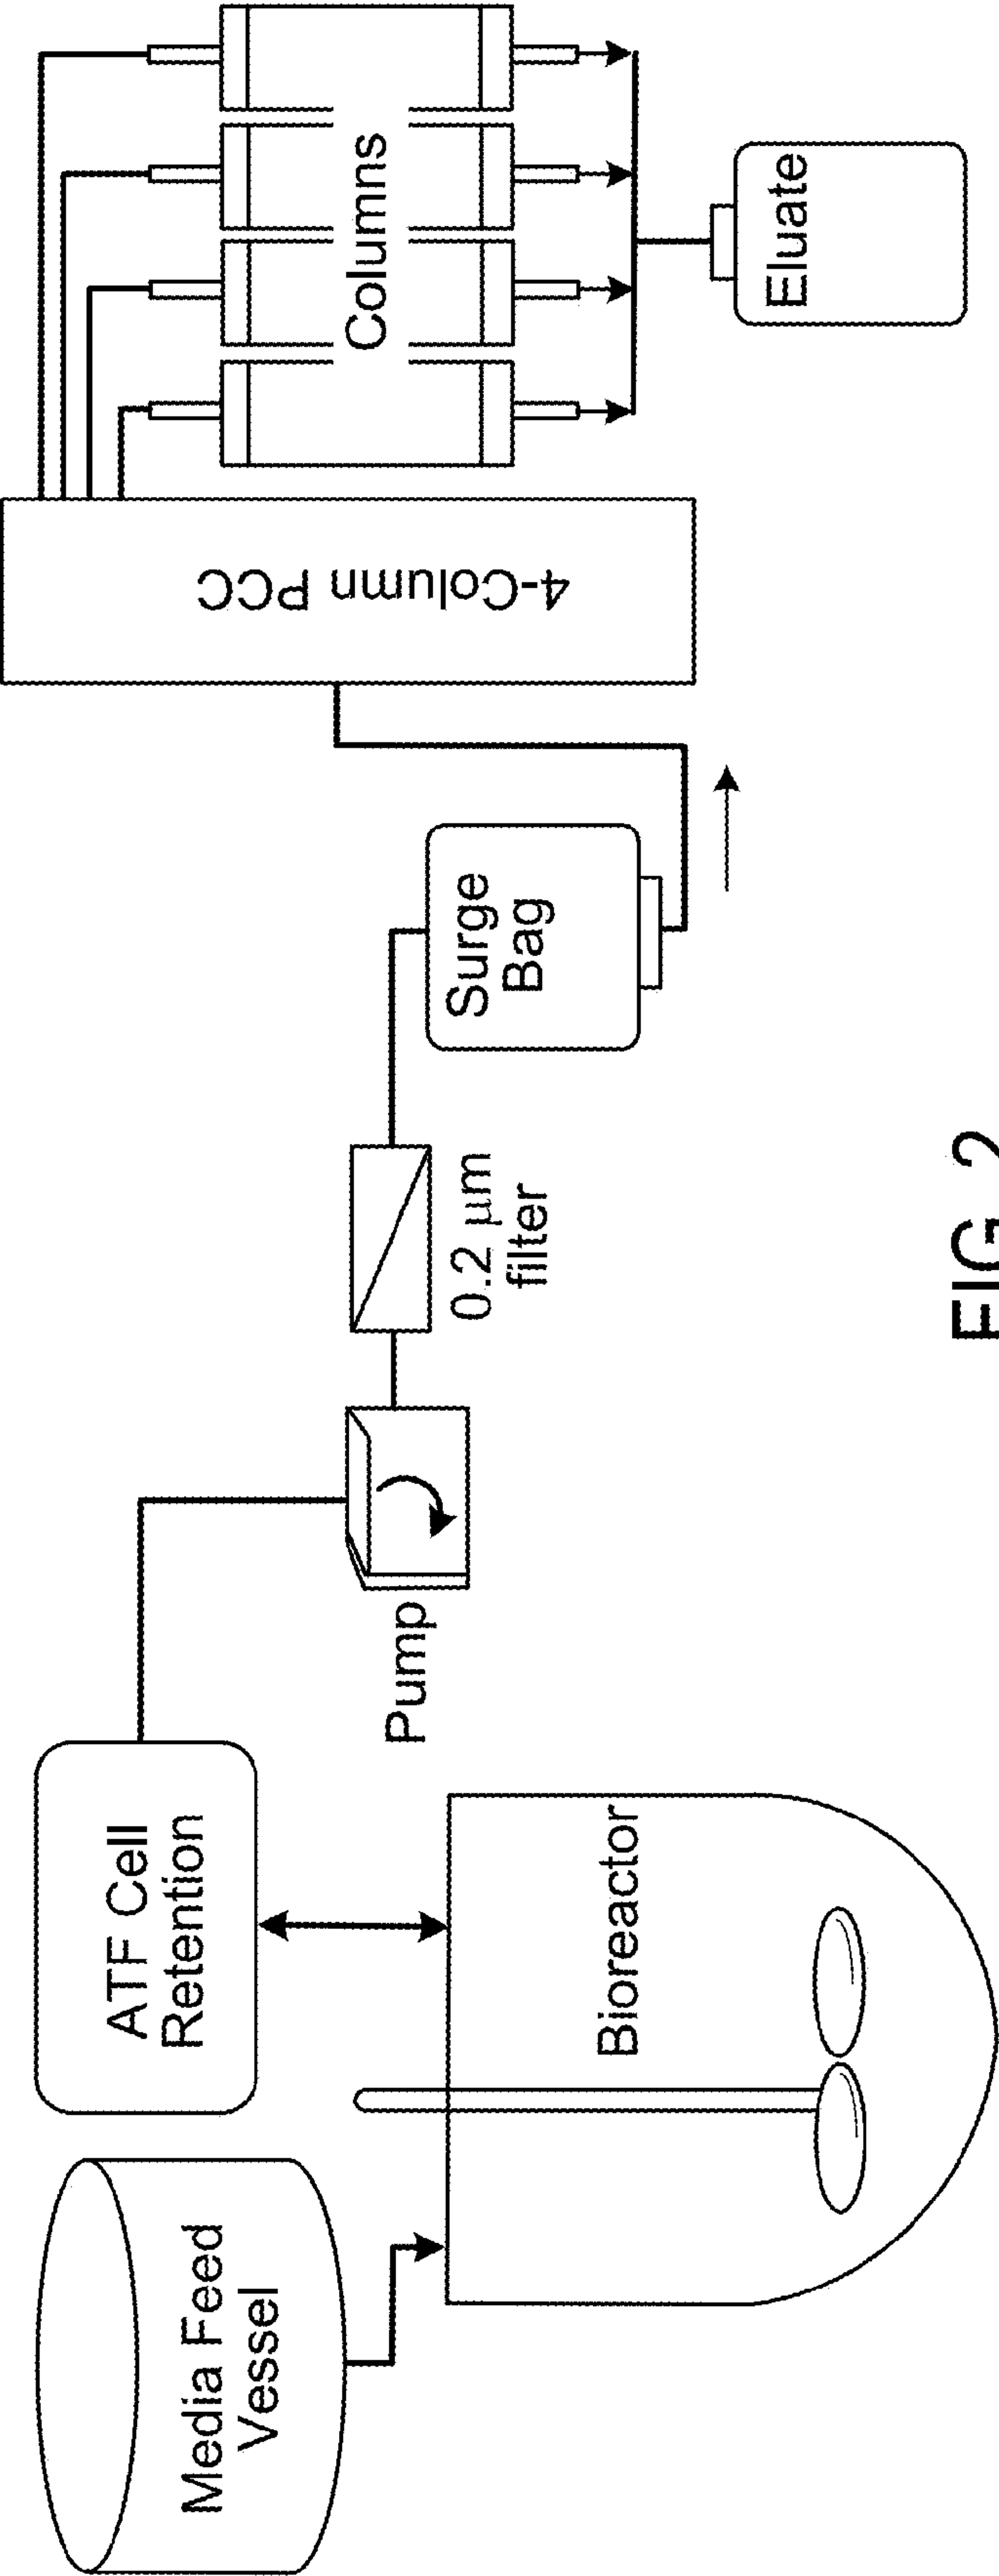 Media Feed
Vessel
ATF Cell
Retention
Bioreactor
Pump
0.2 µm
filter
Surge
Bag
4-Column PCC
Columns
Eluate
FIG. 2